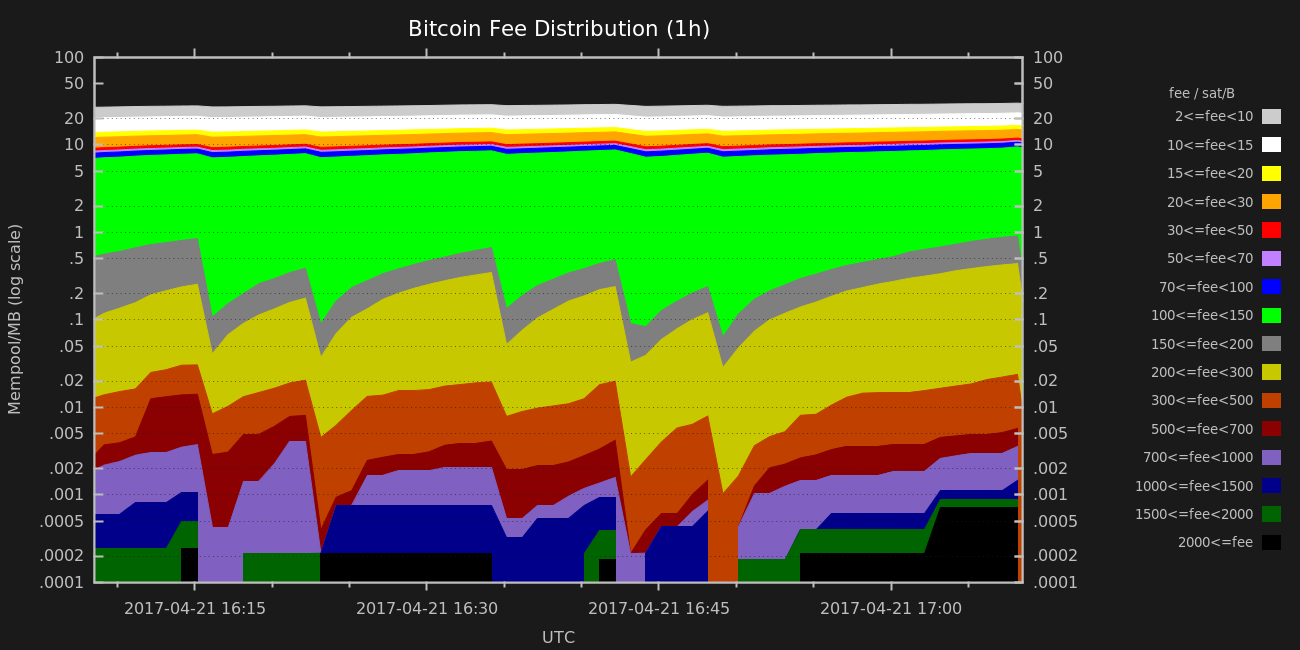 Bitcoin Fee Distribution (1h)
100
50
20
10
5
2
1
.5
.2
.1
.05
.02
.01
.005
.002
.001
.0005
.0002
.0001
Mempool/MB (log scale)
100
50
20
10
5
2
1
.5
.2
.1
.05
.02
.01
.005
.002
.001
.0005
.0002
.0001
2017-04-21 16:15
2017-04-21 16:30
2017-04-21 16:45
2017-04-21 17:00
UTC
fee / sat/B
2<=fee<10
10<=fee<15
15<=fee<20
20<=fee<30
30<=fee<50
50<=fee<70
70<=fee<100
100<=fee<150
150<=fee<200
200<=fee<300
300<=fee<500
500<=fee<700
700<=fee<1000
1000<=fee<1500
1500<=fee<2000
2000<=fee